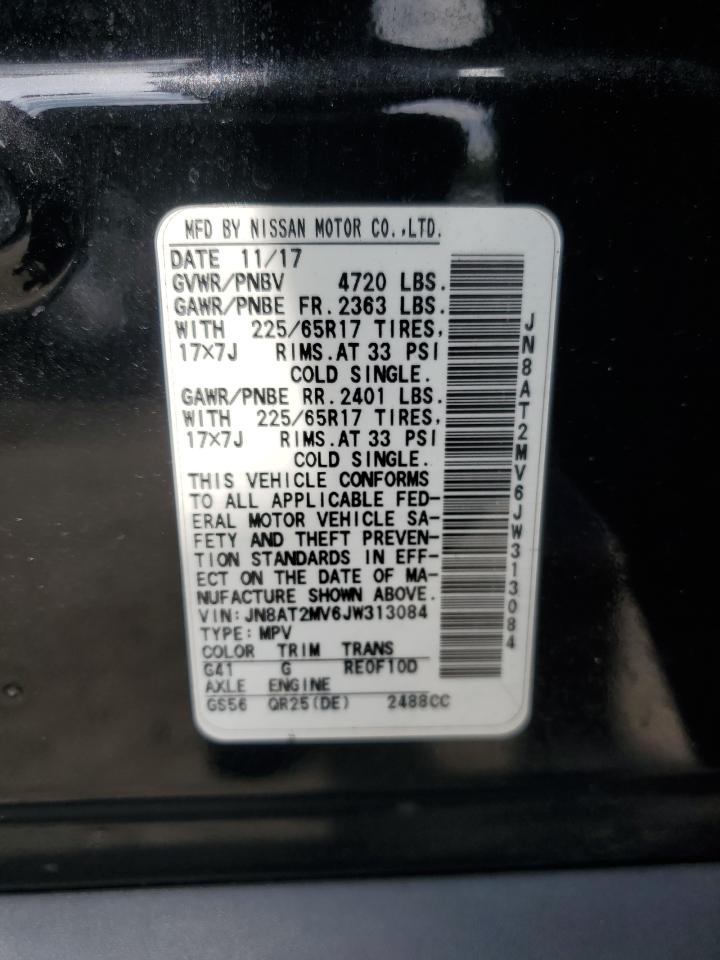 MFD BY NISSAN MOTOR CO.,LTD.
DATE 11/17
GVWR/PNBV 4720 LBS.
GAWR/PNBE FR.2363 LBS.
WITH 225/65R17 TIRES,
17×7J RIMS.AT 33 PSI
COLD SINGLE.
GAWR/PNBE RR.2401 LBS.
WITH 225/65R17 TIRES,
17×7J RIMS.AT 33 PSI
COLD SINGLE.
THIS VEHICLE CONFORMS
TO ALL APPLICABLE FED-
ERAL MOTOR VEHICLE SA-
FETY AND THEFT PREVEN-
TION STANDARDS IN EFF-
ECT ON THE DATE OF MA-
NUFACTURE SHOWN ABOVE.
VIN: JN8AT2MV6JW313084
TYPE: MPV
COLOR TRIM TRANS
G41 G RE0F10D
AXLE ENGINE
GS56 QR25(DE) 2488CC
JN8AT2MV6JW313084